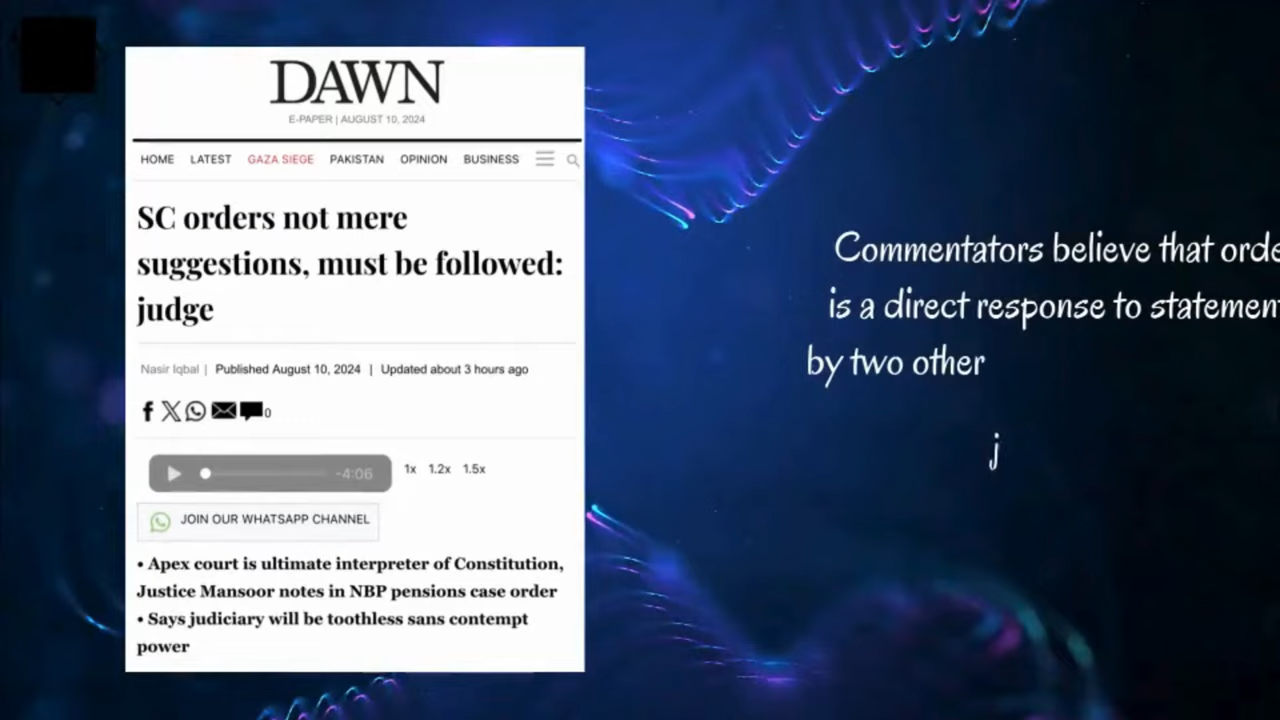 DAWN
E-PAPER | AUGUST 10, 2024
HOME LATEST GAZA SIEGE PAKISTAN OPINION BUSINESS
SC orders not mere
suggestions, must be followed:
judge
Nasir Iqbal | Published August 10, 2024 | Updated about 3 hours ago
0
-4:06 1x 1.2x 1.5x
JOIN OUR WHATSAPP CHANNEL
• Apex court is ultimate interpreter of Constitution,
Justice Mansoor notes in NBP pensions case order
• Says judiciary will be toothless sans contempt
power
Commentators believe that orde
is a direct response to statemen
by two other
j